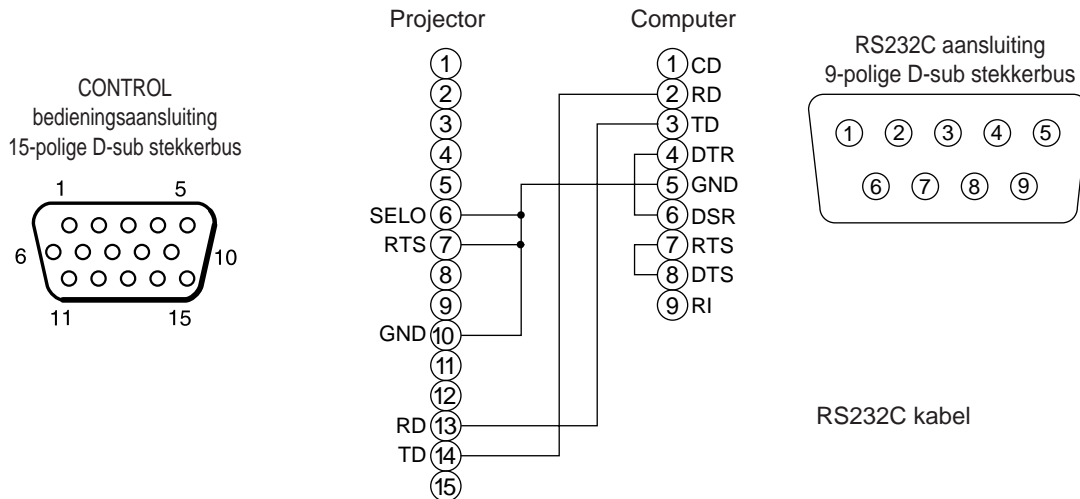 Projector
Computer
CONTROL
bedieningsaansluiting
15-polige D-sub stekkerbus
1 5
6 10
11 15
1
2
3
4
5
SELO 6
RTS 7
8
9
GND 10
11
12
RD 13
TD 14
15
1 CD
2 RD
3 TD
4 DTR
5 GND
6 DSR
7 RTS
8 DTS
9 RI
RS232C aansluiting
9-polige D-sub stekkerbus
1 2 3 4 5
6 7 8 9
RS232C kabel